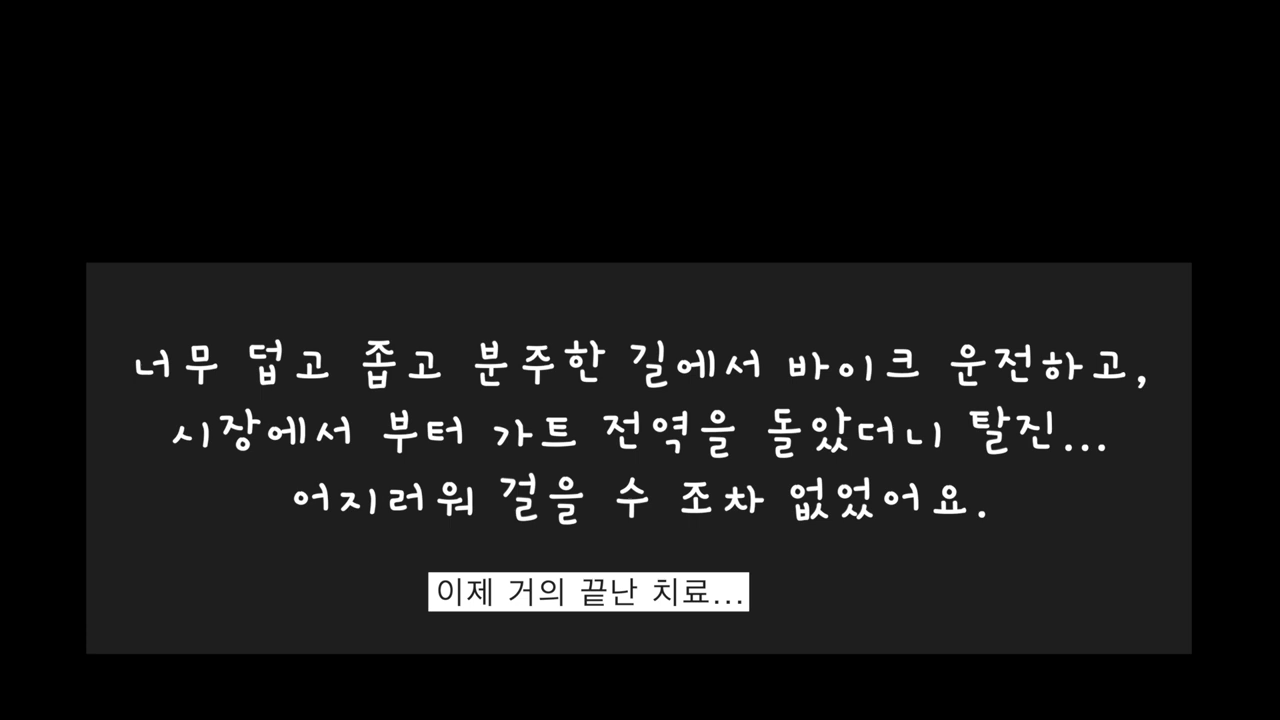 너무 덥고 좁고 분주한 길에서 바이크 운전하고,
시장에서 부터 가트 전역을 돌았더니 탈진...
어지러워 걸을 수 조차 없었어요.
이제 거의 끝난 치료...